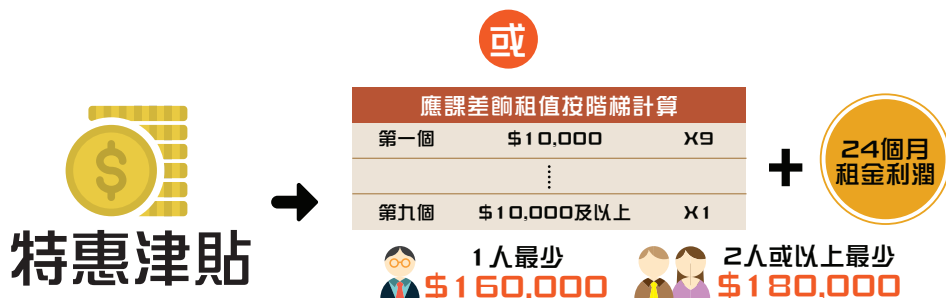 或
應課差餉租值按階梯計算
第一個 $10,000 X9
第九個 $10,000及以上 X1
+
24個月
租金利潤
特惠津貼
1人最少
$160,000
2人或以上最少
$180,000